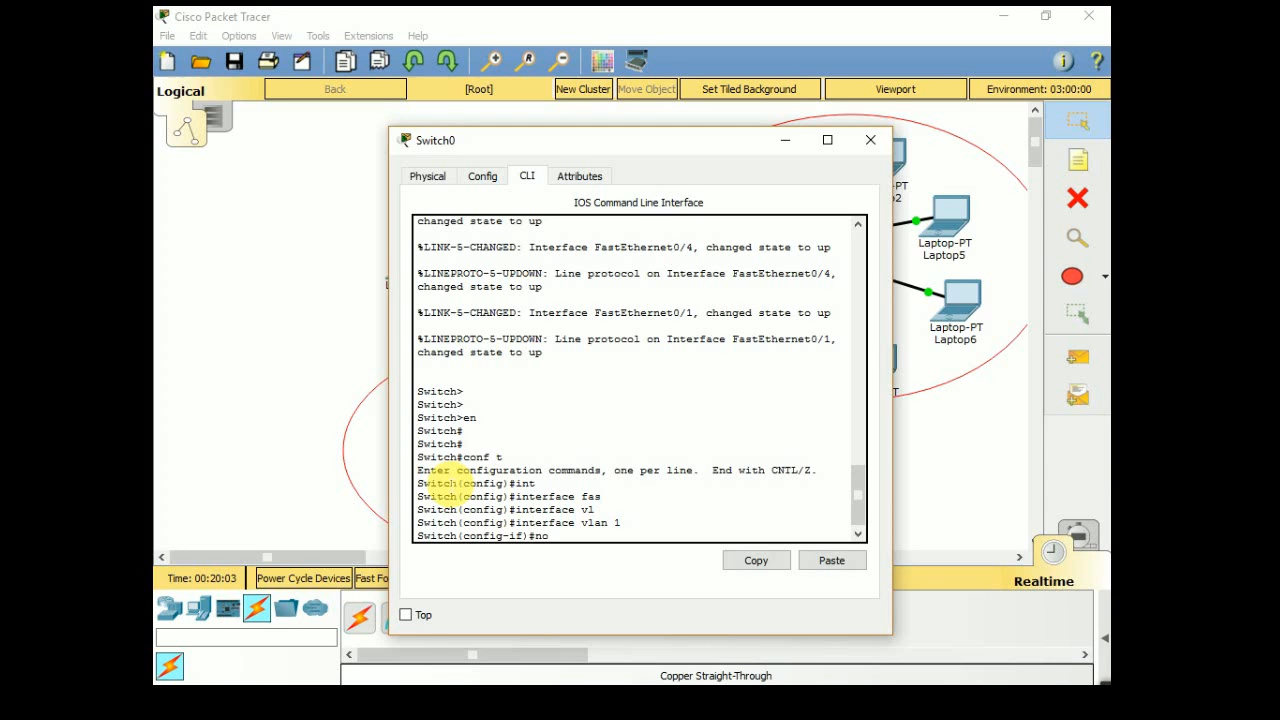 Cisco Packet Tracer
File Edit Options View Tools Extensions Help
Logical Back [Root] New Cluster Move Object Set Tiled Background Viewport Environment: 03:00:00
Switch0
Physical Config CLI Attributes
IOS Command Line Interface
changed state to up
%LINK-5-CHANGED: Interface FastEthernet0/4, changed state to up
%LINEPROTO-5-UPDOWN: Line protocol on Interface FastEthernet0/4,
changed state to up
%LINK-5-CHANGED: Interface FastEthernet0/1, changed state to up
%LINEPROTO-5-UPDOWN: Line protocol on Interface FastEthernet0/1,
changed state to up
Switch>
Switch>
Switch>en
Switch#
Switch#
Switch#conf t
Enter configuration commands, one per line. End with CNTL/Z.
Switch(config)#int
Switch(config)#interface fas
Switch(config)#interface vl
Switch(config)#interface vlan 1
Switch(config-if)#no
Copy Paste
Top
-PT
Laptop-PT
Laptop5
Laptop-PT
Laptop6
Time: 00:20:03 Power Cycle Devices Fast Fo
Realtime
Copper Straight-Through